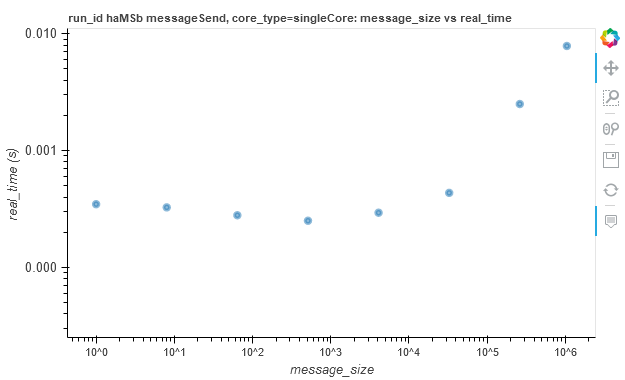 run_id haMSb messageSend, core_type=singleCore: message_size vs real_time
0.010
0.001
0.000
real_time (s)
10^0 10^1 10^2 10^3 10^4 10^5 10^6
message_size